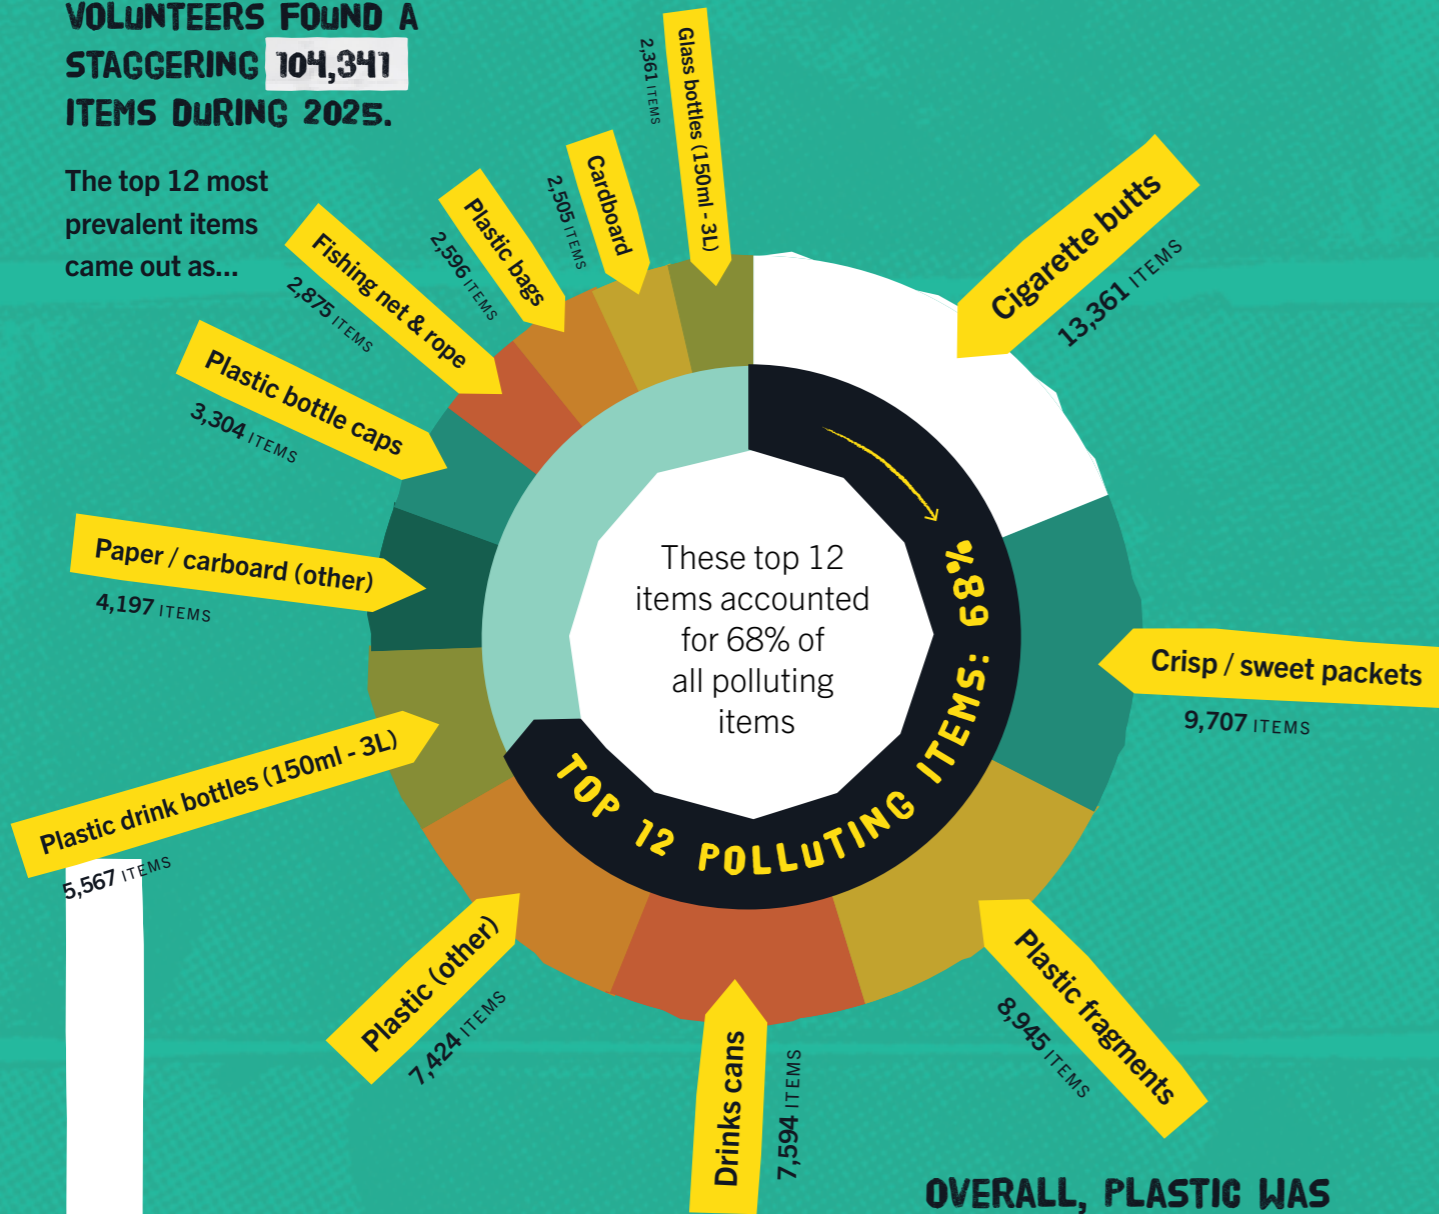 VOLUNTEERS FOUND A
STAGGERING 104,341
ITEMS DURING 2025.
The top 12 most
prevalent items
came out as...
Cigarette butts
13,361 ITEMS
Crisp / sweet packets
9,707 ITEMS
Plastic fragments
8,945 ITEMS
Drinks cans
7,594 ITEMS
Plastic (other)
7,424 ITEMS
Plastic drink bottles (150ml - 3L)
5,567 ITEMS
Paper / carboard (other)
4,197 ITEMS
Plastic bottle caps
3,304 ITEMS
Fishing net & rope
2,875 ITEMS
Plastic bags
2,596 ITEMS
Cardboard
2,505 ITEMS
Glass bottles (150ml - 3L)
2,361 ITEMS
TOP 12 POLLUTING ITEMS: 68%
These top 12
items accounted
for 68% of
all polluting
items
OVERALL, PLASTIC WAS